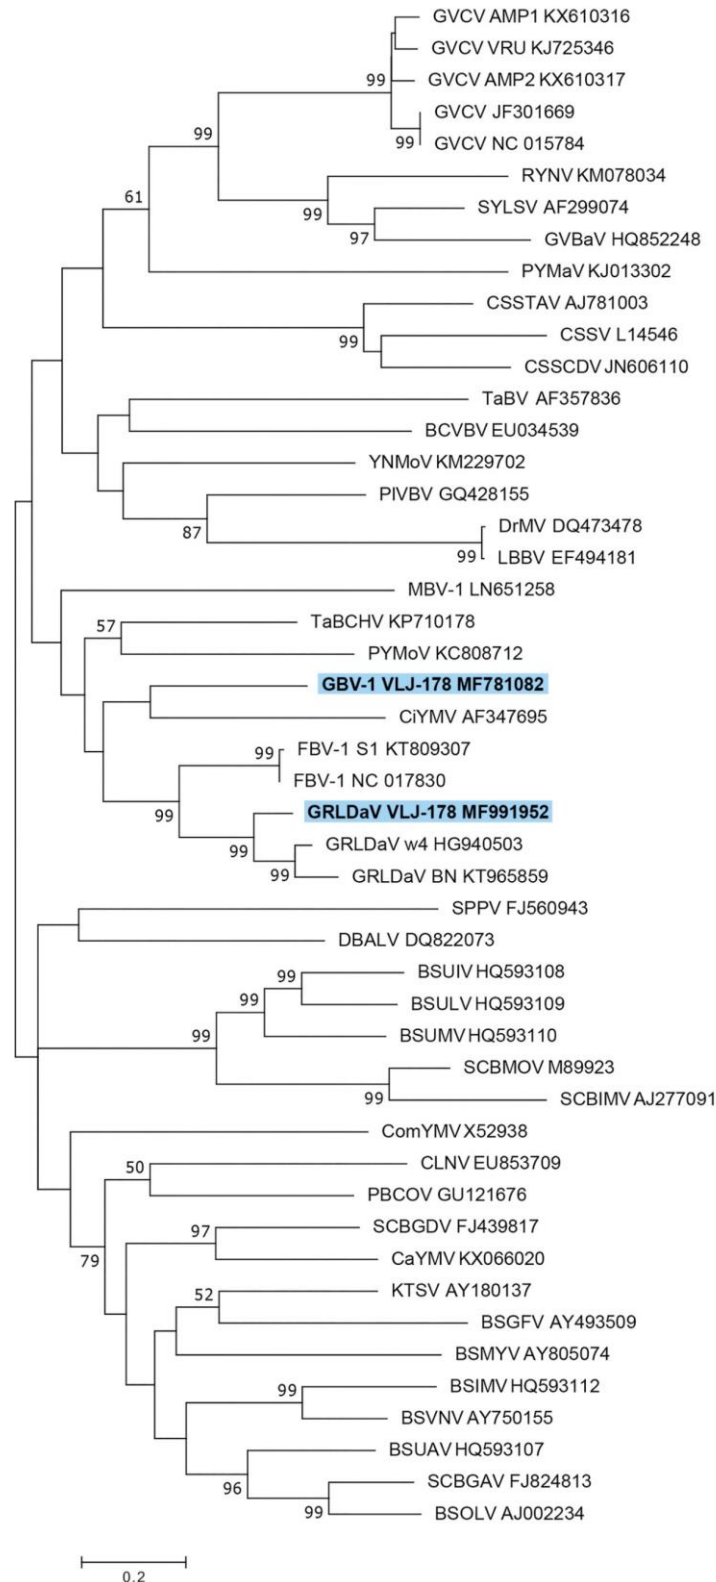 GVCV AMP1 KX610316
GVCV VRU KJ725346
GVCV AMP2 KX610317
99
GVCV JF301669
99
GVCV NC 015784
99
RYNV KM078034
61
SYLSV AF299074
99
GVBaV HQ852248
97
PYMaV KJ013302
CSSTAV AJ781003
CSSV L14546
99
CSSCDV JN606110
TaBV AF357836
BCVBV EU034539
YNMoV KM229702
PIVBV GQ428155
87
DrMV DQ473478
99
LBBV EF494181
MBV-1 LN651258
57
TaBCHV KP710178
PYMoV KC808712
GBV-1 VLJ-178 MF781082
CiYMV AF347695
99
FBV-1 S1 KT809307
FBV-1 NC 017830
99
GRLDaV VLJ-178 MF991952
99
GRLDaV w4 HG940503
99
GRLDaV BN KT965859
SPPV FJ560943
DBALV DQ822073
99
BSUIV HQ593108
99
BSULV HQ593109
99
BSUMV HQ593110
SCBMOV M89923
99
SCBIMV AJ277091
ComYMV X52938
50
CLNV EU853709
PBCOV GU121676
97
SCBGDV FJ439817
79
CaYMV KX066020
52
KTSV AY180137
BSGFV AY493509
BSMYV AY805074
99
BSIMV HQ593112
BSVNV AY750155
BSUAV HQ593107
96
SCBGAV FJ824813
99
BSOLV AJ002234
0.2